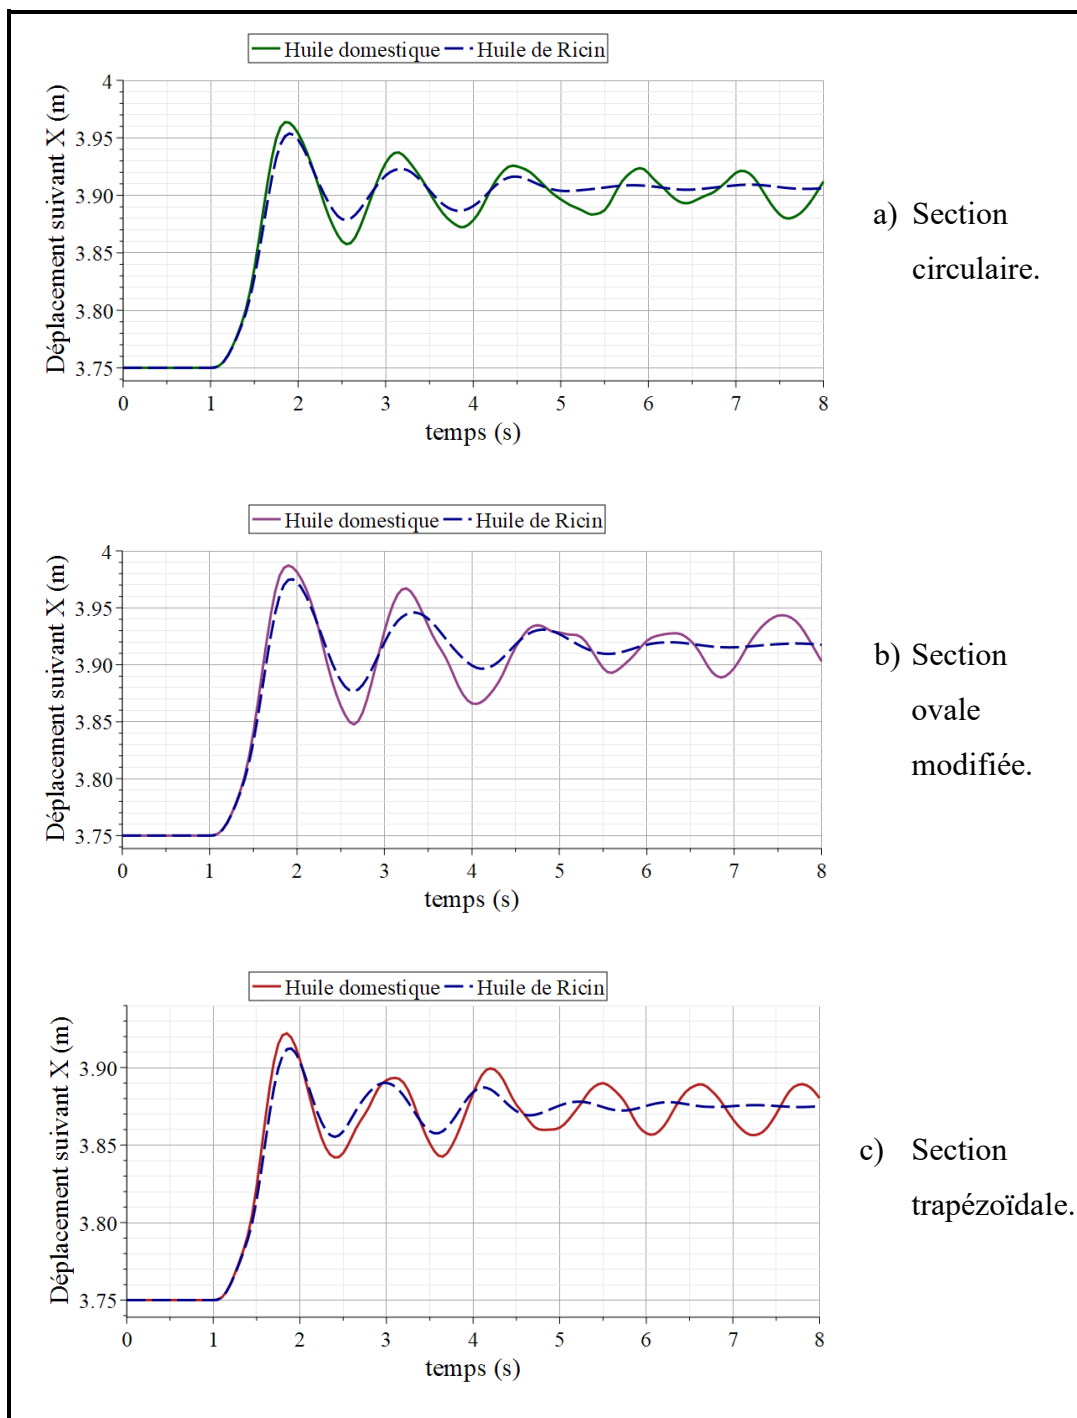 Huile domestique Huile de Ricin
Déplacement suivant X (m)
4
3.95
3.90
3.85
3.80
3.75
0 1 2 3 4 5 6 7 8
temps (s)
a) Section
circulaire.
Huile domestique Huile de Ricin
Déplacement suivant X (m)
4
3.95
3.90
3.85
3.80
3.75
0 1 2 3 4 5 6 7 8
temps (s)
b) Section
ovale
modifiée.
Huile domestique Huile de Ricin
Déplacement suivant X (m)
3.90
3.85
3.80
3.75
0 1 2 3 4 5 6 7 8
temps (s)
c) Section
trapézoïdale.